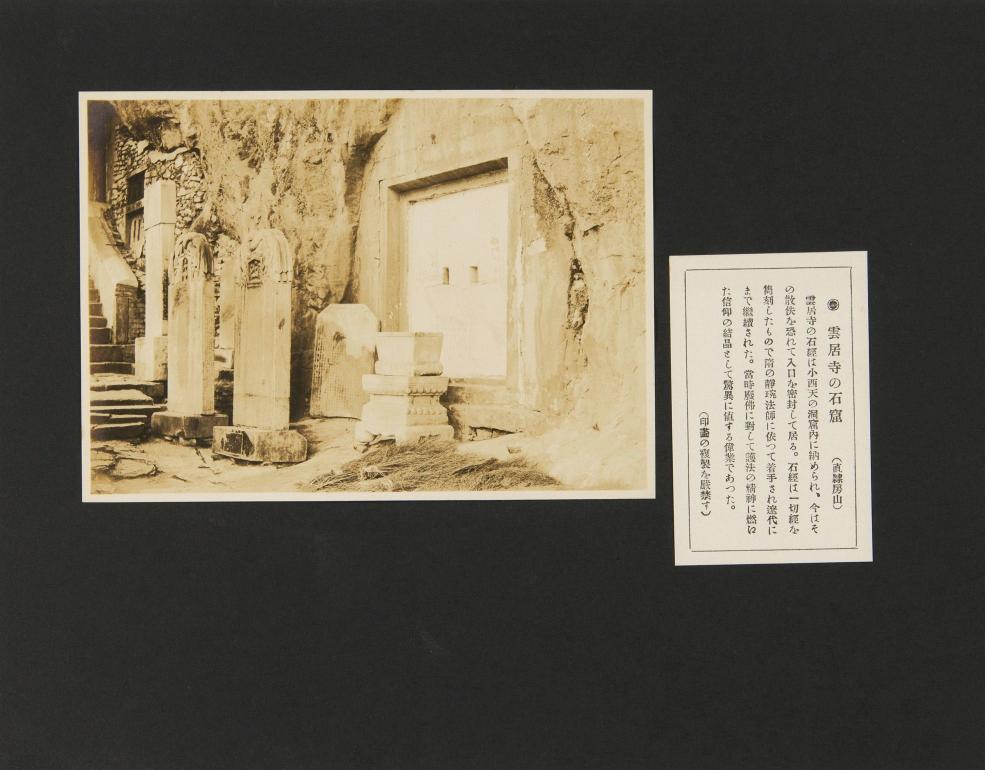 雲居寺の石窟 (直隷房山)
雲居寺の石經は小西天の洞窟內に納められ、今はそ
の散佚を恐れて入口を密封して居る。石經は一切經を
鐫刻したもので隋の靜琬法師に依つて着手され遼代に
まで繼續された。當時廢佛に對して護法の精神に燃い
た信仰の結晶として驚異に値する偉業であつた。
(印畫の複製を嚴禁す)